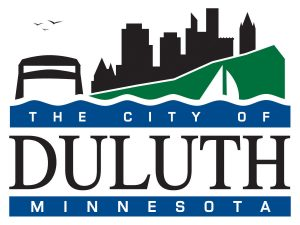 THE CITY OF
DULUTH
MINNESOTA